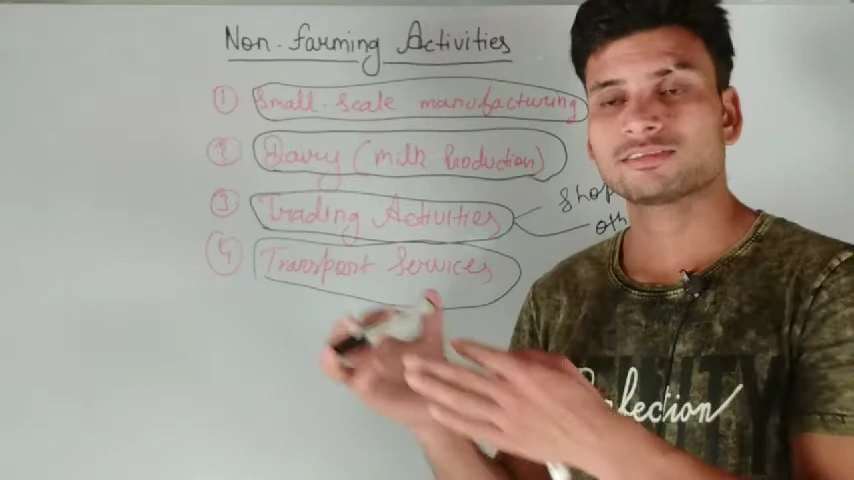 Non-farming Activities
① Small-scale manufacturing
② Dairy (milk Production)
③ Trading Activities
shop
oth
④ Transport Services